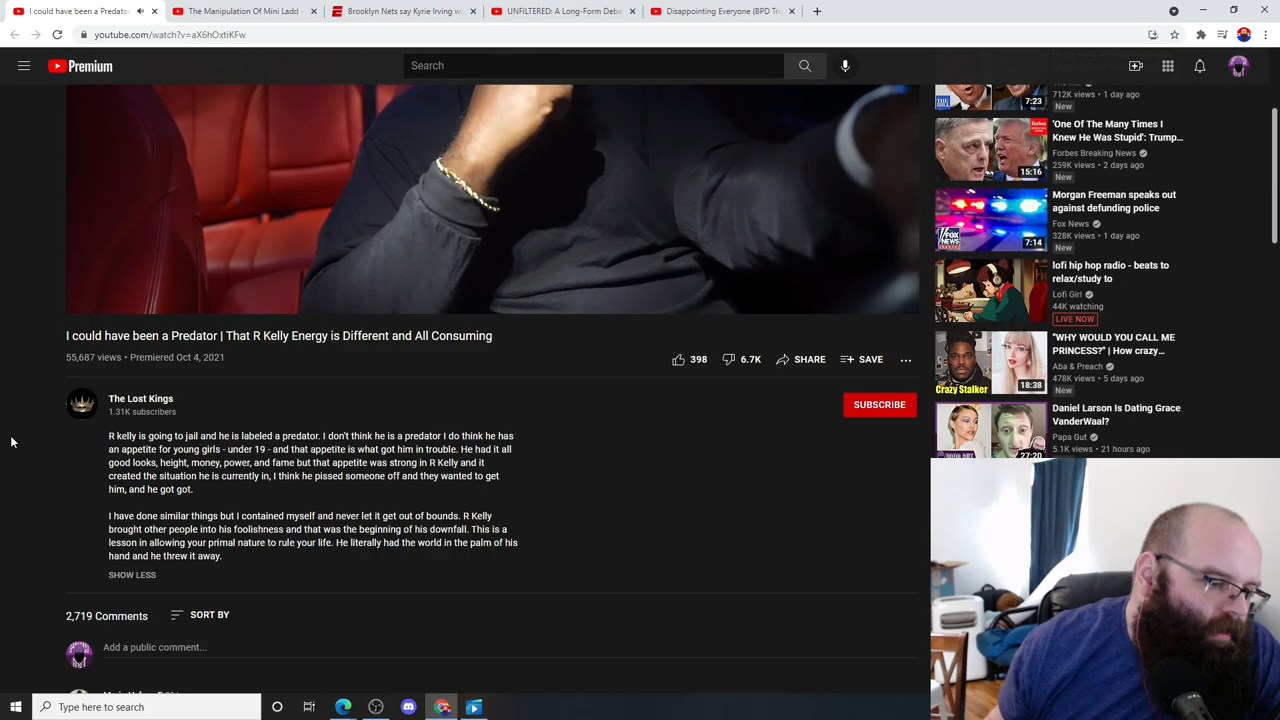 I could have been a Predator
The Manipulation Of Mini Ladd -
Brooklyn Nets say Kyrie Irving wo
UNFILTERED: A Long-Form Deba
Disappointing Everyone (BPD Trig
youtube.com/watch?v=aX6hOxtiKFw
Premium
Search
712K views • 1 day ago
7:23
New
'One Of The Many Times I
Knew He Was Stupid': Trump...
Forbes Breaking News
259K views • 2 days ago
15:16
New
Morgan Freeman speaks out
against defunding police
Fox News
328K views • 1 day ago
7:14
New
lofi hip hop radio - beats to
relax/study to
Lofi Girl
44K watching
LIVE NOW
"WHY WOULD YOU CALL ME
PRINCESS?" | How crazy...
Aba & Preach
478K views • 5 days ago
Crazy Stalker
18:38
New
Daniel Larson Is Dating Grace
VanderWaal?
Papa Gut
5.1K views • 21 hours ago
27:20
I could have been a Predator | That R Kelly Energy is Different and All Consuming
55,687 views • Premiered Oct 4, 2021
398
6.7K
SHARE
SAVE
The Lost Kings
1.31K subscribers
SUBSCRIBE
R kelly is going to jail and he is labeled a predator. I don't think he is a predator I do think he has
an appetite for young girls - under 19 - and that appetite is what got him in trouble. He had it all
good looks, height, money, power, and fame but that appetite was strong in R Kelly and it
created the situation he is currently in, I think he pissed someone off and they wanted to get
him, and he got got.
I have done similar things but I contained myself and never let it get out of bounds. R Kelly
brought other people into his foolishness and that was the beginning of his downfall. This is a
lesson in allowing your primal nature to rule your life. He literally had the world in the palm of his
hand and he threw it away.
SHOW LESS
2,719 Comments
SORT BY
Add a public comment...
Type here to search